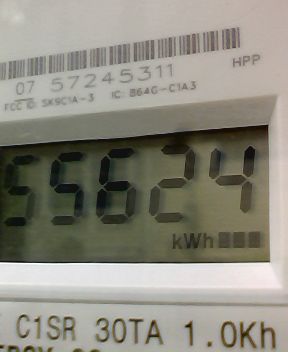 07 57245311
HPP
FCC ID: SK9C1A-3 IC: 864G-C1A3
55624
kWh
C1SR 30TA 1.0Kh